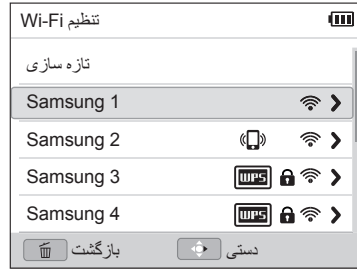 تنظیم Wi-Fi
تازه سازی
Samsung 1
Samsung 2
Samsung 3 WPS
Samsung 4 WPS
بازگشت دستی